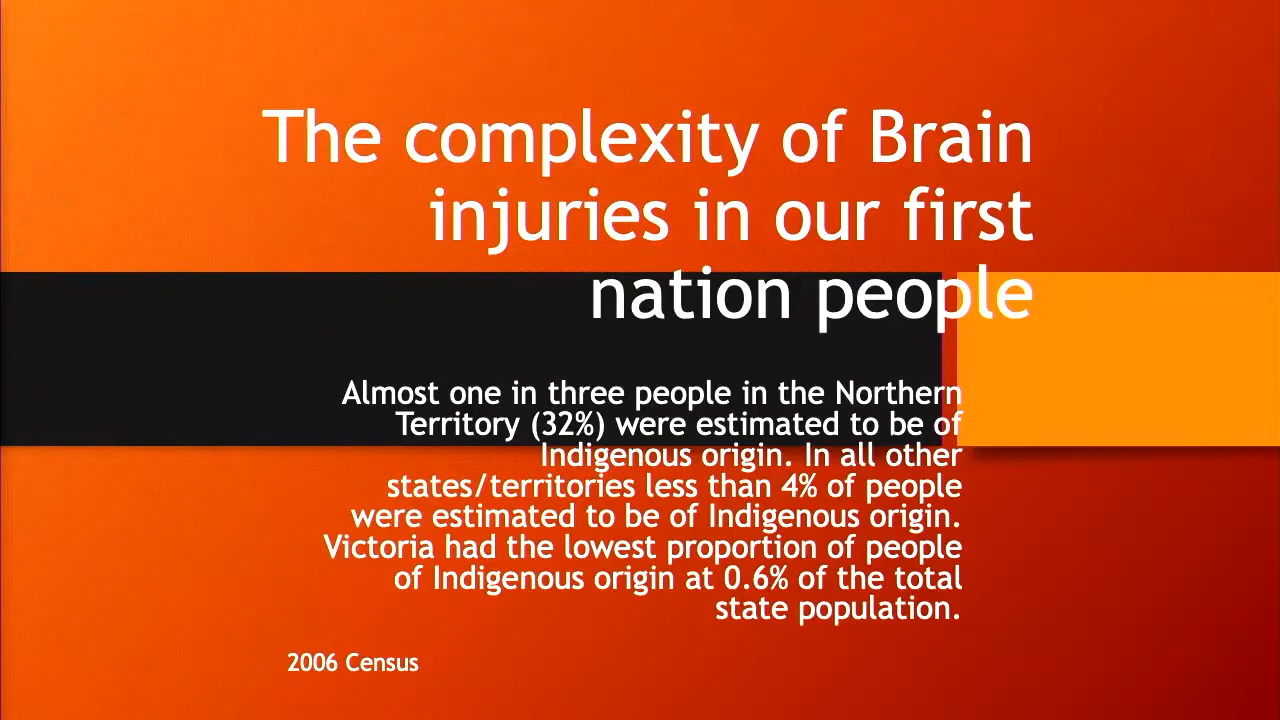 The complexity of Brain
injuries in our first
nation people
Almost one in three people in the Northern
Territory (32%) were estimated to be of
Indigenous origin. In all other
states/territories less than 4% of people
were estimated to be of Indigenous origin.
Victoria had the lowest proportion of people
of Indigenous origin at 0.6% of the total
state population.
2006 Census